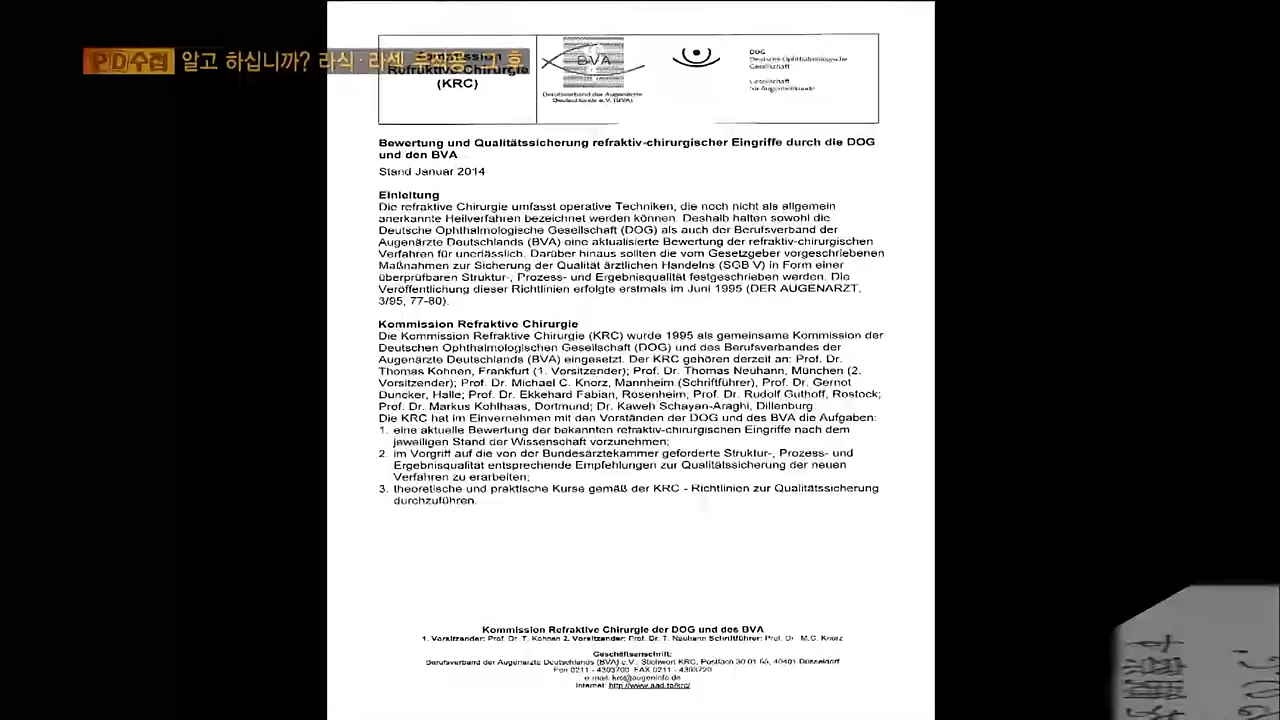 PD수첩 알고 하십니까? 라식·라섹 부작용 그 후
Kommission
Refraktive Chirurgie
(KRC)
BVA
Berufsverband der Augenärzte
Deutschlands e.V. (BVA)
DOG
Deutsche Ophthalmologische
Gesellschaft
Gesellschaft
für Augenheilkunde
Bewertung und Qualitätssicherung refraktiv-chirurgischer Eingriffe durch die DOG
und den BVA
Stand Januar 2014
Einleitung
Die refraktive Chirurgie umfasst operative Techniken, die noch nicht als allgemein
anerkannte Heilverfahren bezeichnet werden können. Deshalb halten sowohl die
Deutsche Ophthalmologische Gesellschaft (DOG) als auch der Berufsverband der
Augenärzte Deutschlands (BVA) eine aktualisierte Bewertung der refraktiv-chirurgischen
Verfahren für unerlässlich. Darüber hinaus sollten die vom Gesetzgeber vorgeschriebenen
Maßnahmen zur Sicherung der Qualität ärztlichen Handelns (SGB V) in Form einer
überprüfbaren Struktur-, Prozess- und Ergebnisqualität festgeschrieben werden. Die
Veröffentlichung dieser Richtlinien erfolgte erstmals im Juni 1995 (DER AUGENARZT,
3/95, 77-80).
Kommission Refraktive Chirurgie
Die Kommission Refraktive Chirurgie (KRC) wurde 1995 als gemeinsame Kommission der
Deutschen Ophthalmologischen Gesellschaft (DOG) und des Berufsverbandes der
Augenärzte Deutschlands (BVA) eingesetzt. Der KRC gehören derzeit an: Prof. Dr.
Thomas Kohnen, Frankfurt (1. Vorsitzender); Prof. Dr. Thomas Neuhann, München (2.
Vorsitzender); Prof. Dr. Michael C. Knorz, Mannheim (Schriftführer), Prof. Dr. Gernot
Duncker, Halle; Prof. Dr. Ekkehard Fabian, Rosenheim, Prof. Dr. Rudolf Guthoff, Rostock;
Prof. Dr. Markus Kohlhaas, Dortmund; Dr. Kaweh Schayan-Araghi, Dillenburg.
Die KRC hat im Einvernehmen mit den Vorständen der DOG und des BVA die Aufgaben:
1. eine aktuelle Bewertung der bekannten refraktiv-chirurgischen Eingriffe nach dem
jeweiligen Stand der Wissenschaft vorzunehmen;
2. im Vorgriff auf die von der Bundesärztekammer geforderte Struktur-, Prozess- und
Ergebnisqualität entsprechende Empfehlungen zur Qualitätssicherung der neuen
Verfahren zu erarbeiten;
3. theoretische und praktische Kurse gemäß der KRC - Richtlinien zur Qualitätssicherung
durchzuführen.
Kommission Refraktive Chirurgie der DOG und des BVA
1. Vorsitzender: Prof. Dr. T. Kohnen 2. Vorsitzender: Prof. Dr. T. Neuhann Schriftführer: Prof. Dr. M.C. Knorz
Geschäftsanschrift:
Berufsverband der Augenärzte Deutschlands (BVA) e.V., Stichwort KRC, Postfach 30 01 55, 40401 Düsseldorf
Fon 0211 - 4303700 FAX 0211 - 4303720
e-mail: krc@augeninfo.de
Internet: http://www.aad.to/krc/